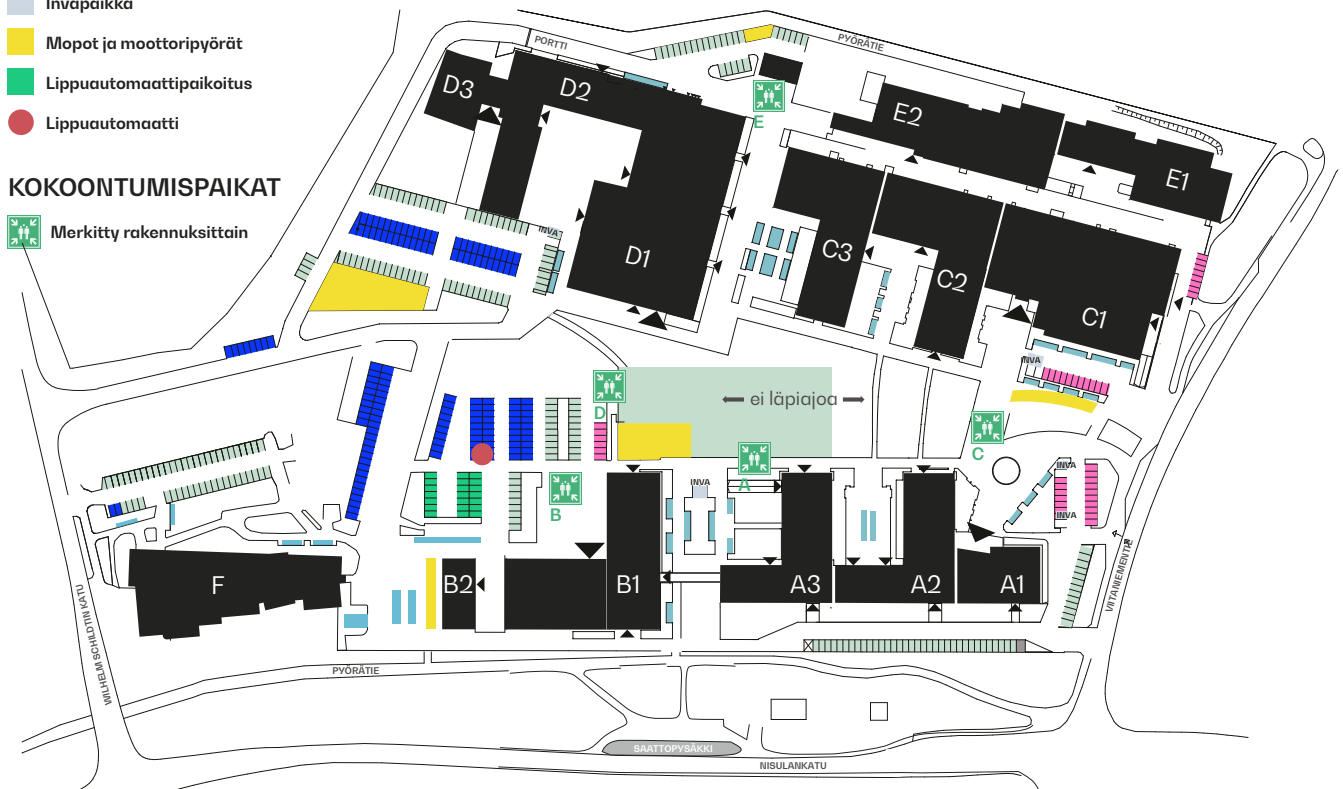 Invapaikka
Mopot ja moottoripyörät
Lippuautomaattipaikoitus
Lippuautomaatti
KOKOONTUMISPAIKAT
Merkitty rakennuksittain
PORTTI
PYÖRÄTIE
D3
D2
E
E2
E1
INVA
D1
C3
C2
C1
INVA
D
ei läpiajoa
C
A
INVA
INVA
B
INVA
F
B2
B1
A3
A2
A1
VIITANIEMENTIE
WILHELM SCHILDTIN KATU
PYÖRÄTIE
SAATTOPYSÄKKI
NISULANKATU